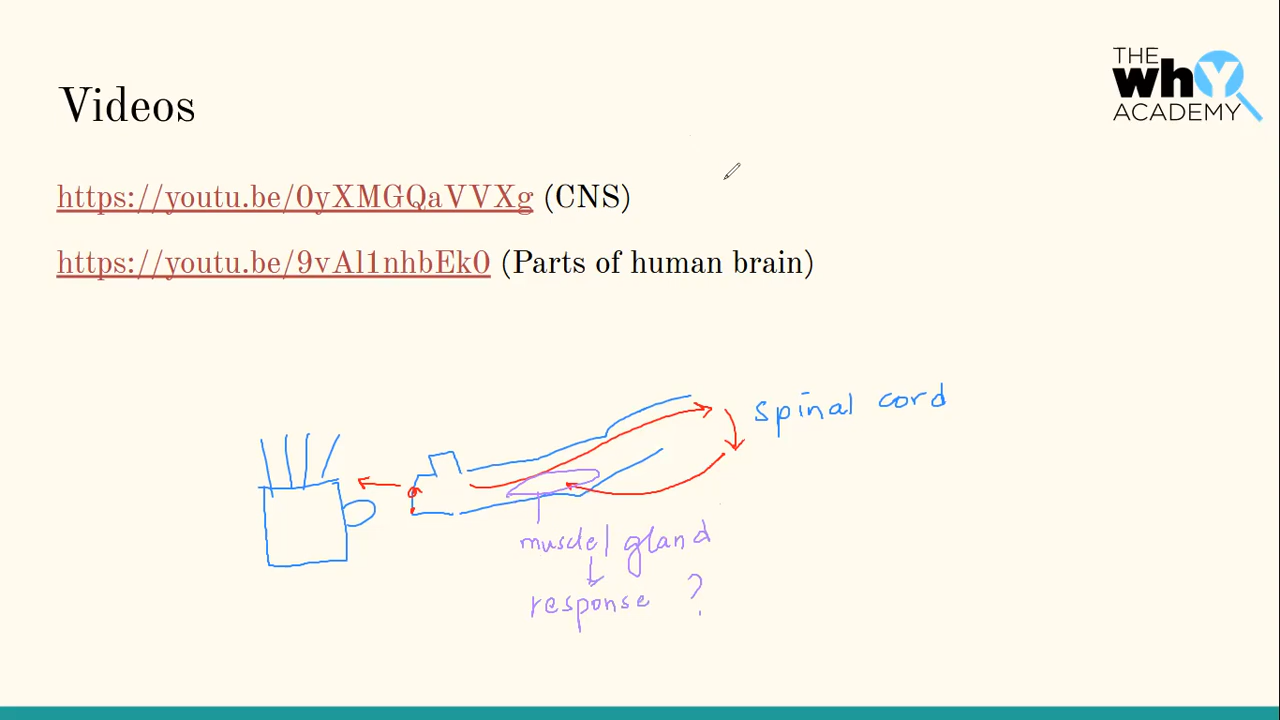 THE
whY
ACADEMY
Videos
https://youtu.be/0yXMGQaVVXg (CNS)
https://youtu.be/9vAl1nhbEk0 (Parts of human brain)
spinal cord
muscle/ gland
response ?